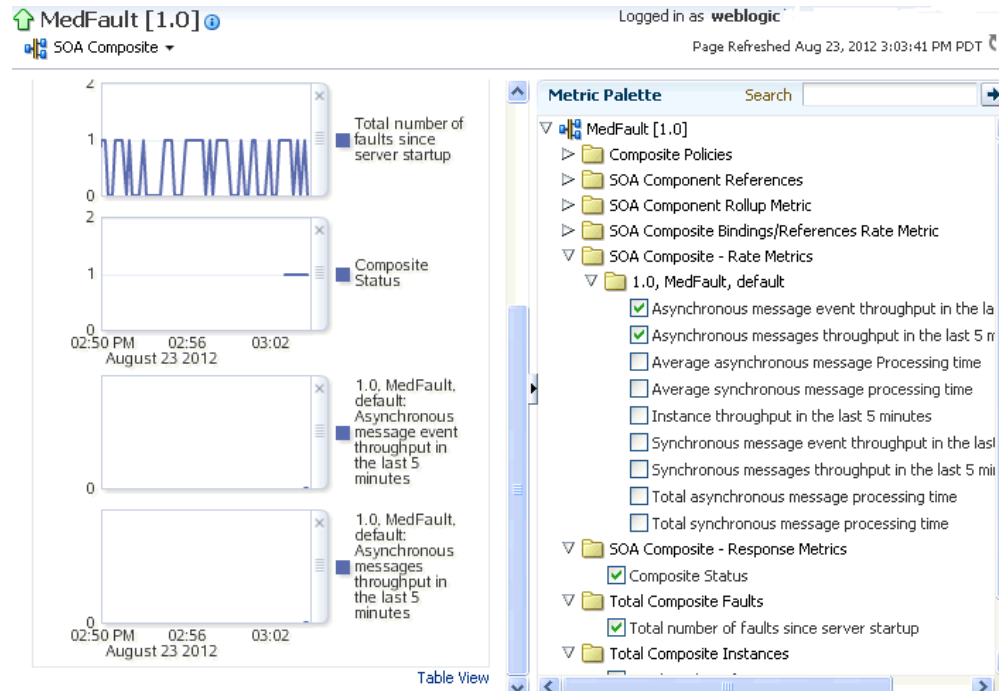 MedFault [1.0]
Logged in as weblogic
SOA Composite
Page Refreshed Aug 23, 2012 3:03:41 PM PDT
2
1
0
Total number of
faults since
server startup
2
1
0
Composite
Status
02:50 PM 02:56 03:02
August 23 2012
0
1.0, MedFault,
default:
Asynchronous
message event
throughput in
the last 5
minutes
0
1.0, MedFault,
default:
Asynchronous
messages
throughput in
the last 5
minutes
02:50 PM 02:56 03:02
August 23 2012
Table View
Metric Palette Search
MedFault [1.0]
Composite Policies
SOA Component References
SOA Component Rollup Metric
SOA Composite Bindings/References Rate Metric
SOA Composite - Rate Metrics
1.0, MedFault, default
Asynchronous message event throughput in the la
Asynchronous messages throughput in the last 5 m
Average asynchronous message Processing time
Average synchronous message processing time
Instance throughput in the last 5 minutes
Synchronous message event throughput in the last
Synchronous messages throughput in the last 5 mi
Total asynchronous message processing time
Total synchronous message processing time
SOA Composite - Response Metrics
Composite Status
Total Composite Faults
Total number of faults since server startup
Total Composite Instances